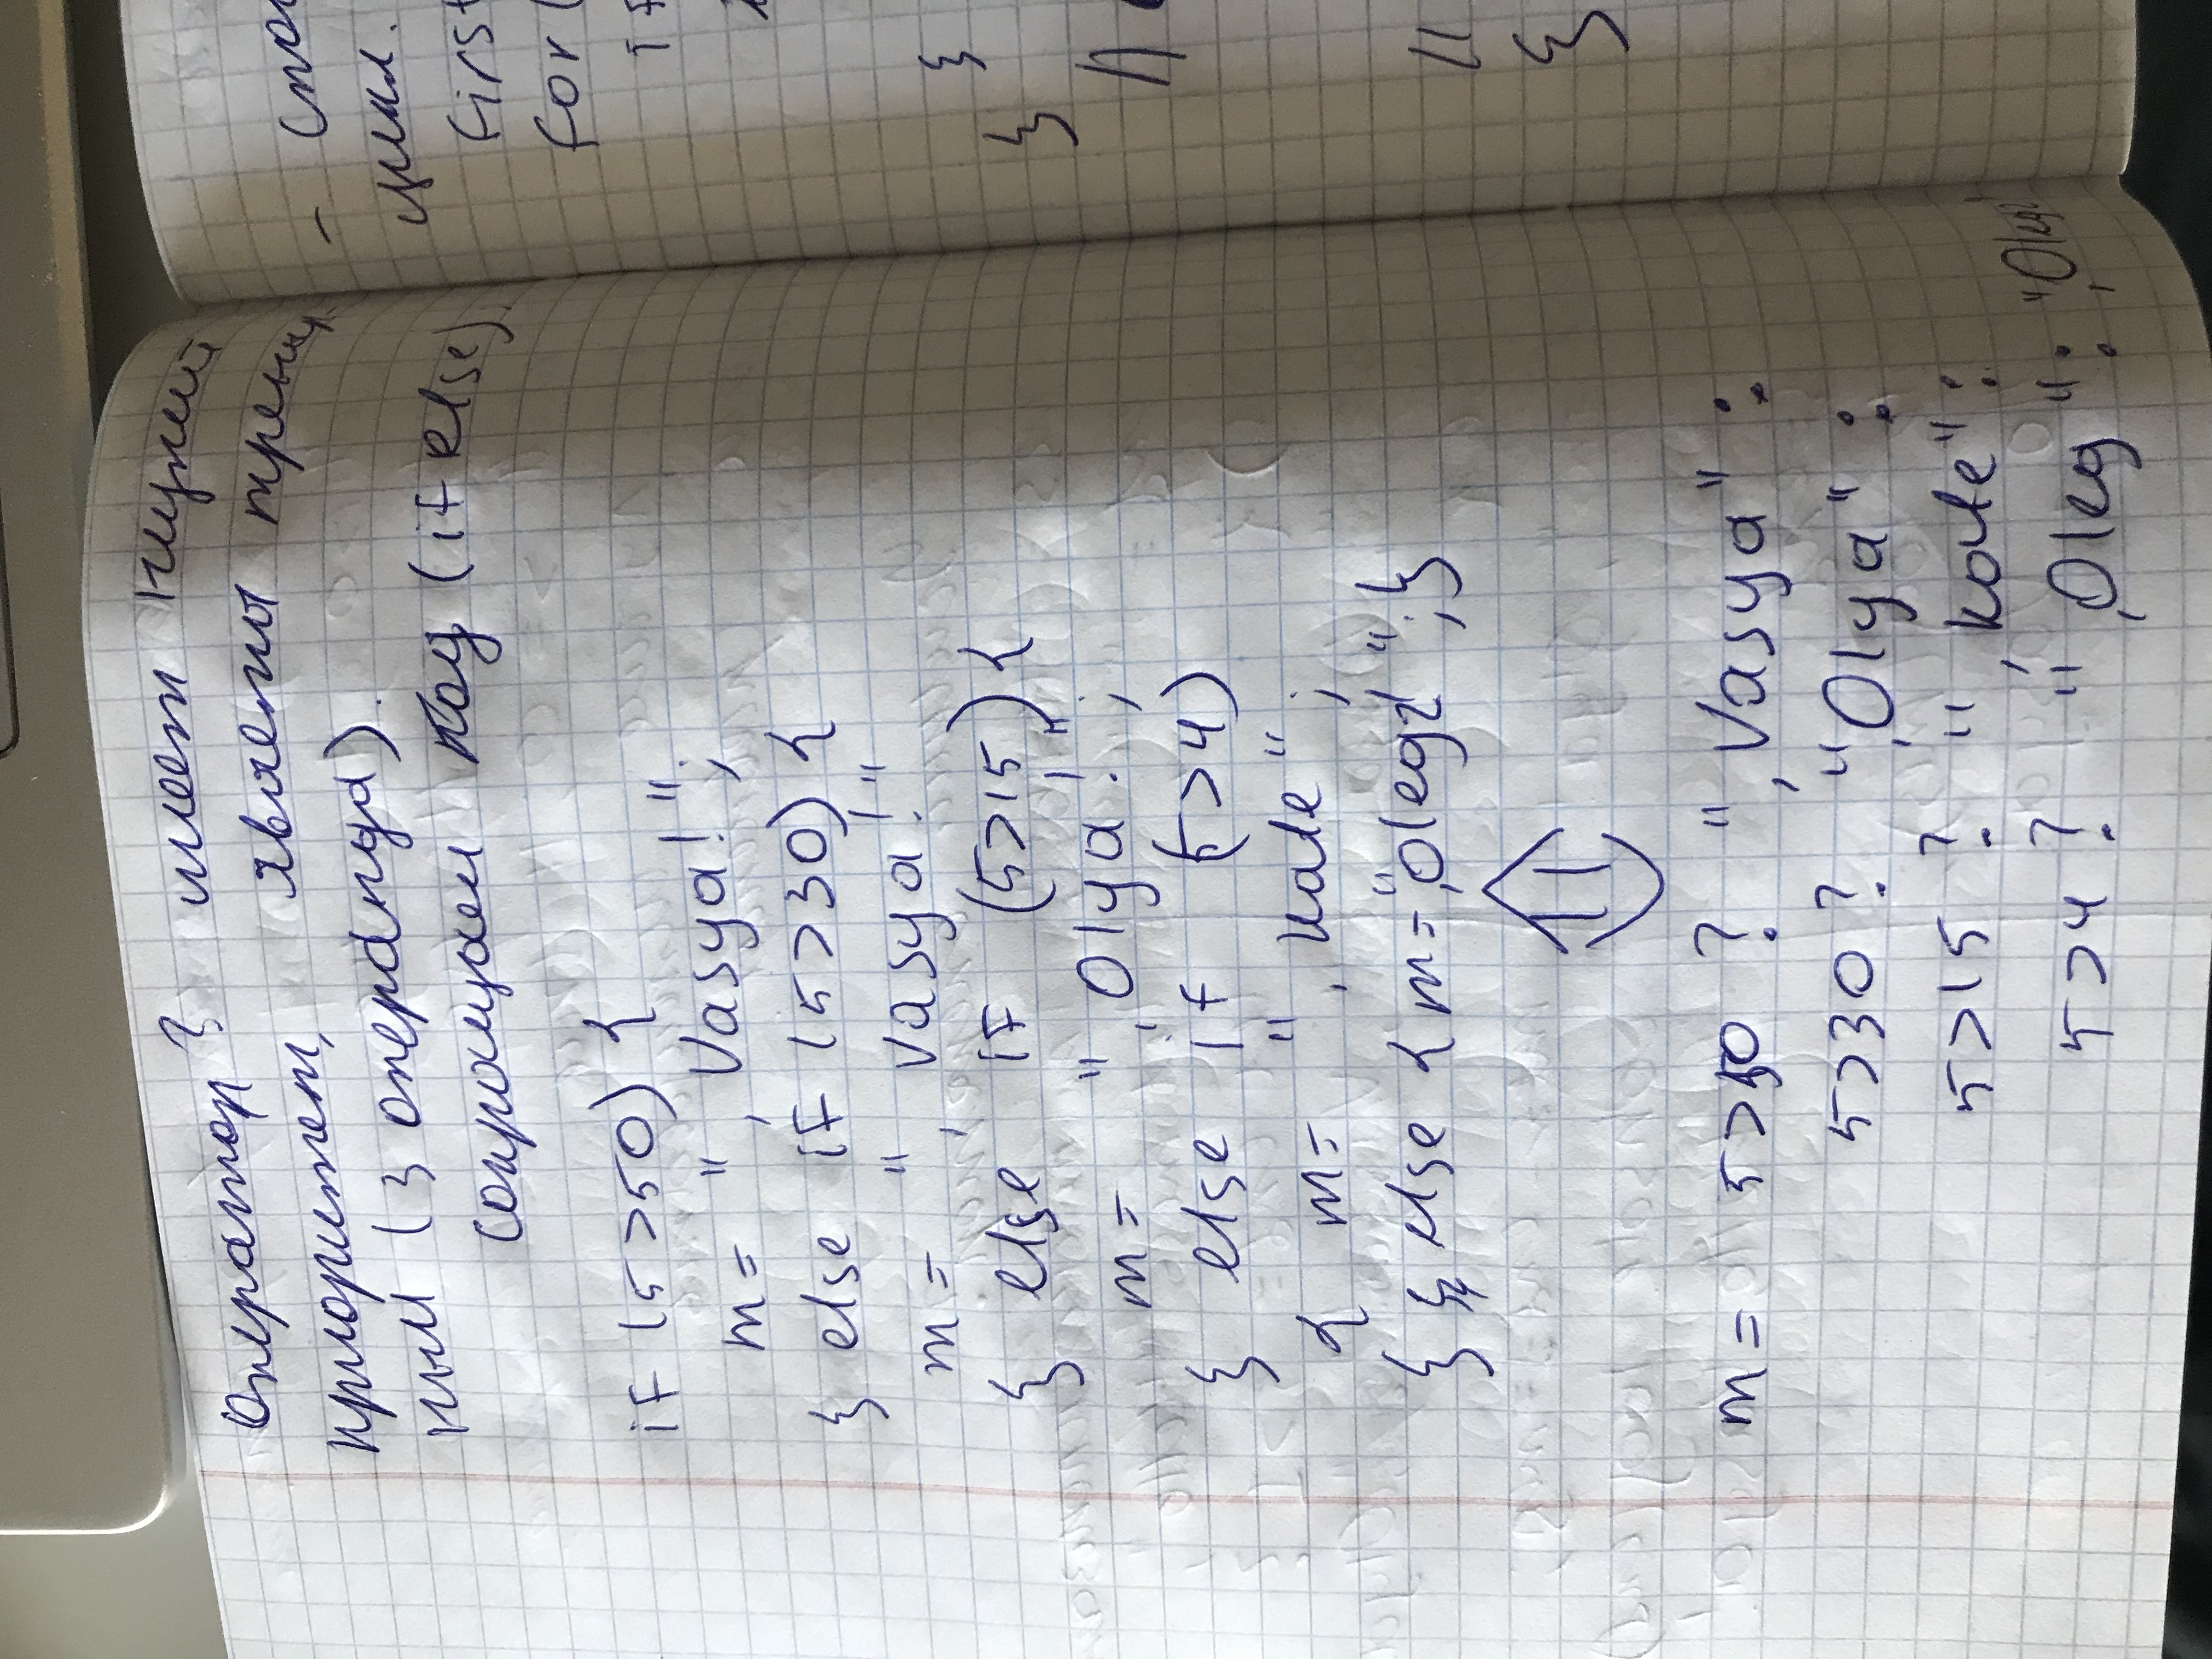 Оператор ? имеет низкий
приоритет, является тренар-
ным (3 операнда).
Сокращаем код (if else).
if (5>50) {
m= ", Vasya!";
} else if (5>30) {
m= ", Vasya!"
} else if (5>15) {
m= ", Olya!";
} else if (5>4)
{ m= ", kate";
} else {m=", Oleg2";}
m= 5>50 ? ", Vasya" :
5>30 ? ", Olya" :
5>15 ? ", kate" :
5>4 ? ", Oleg" : ", Oleg2"
цикл.
first
for (
if
}
}
//
{